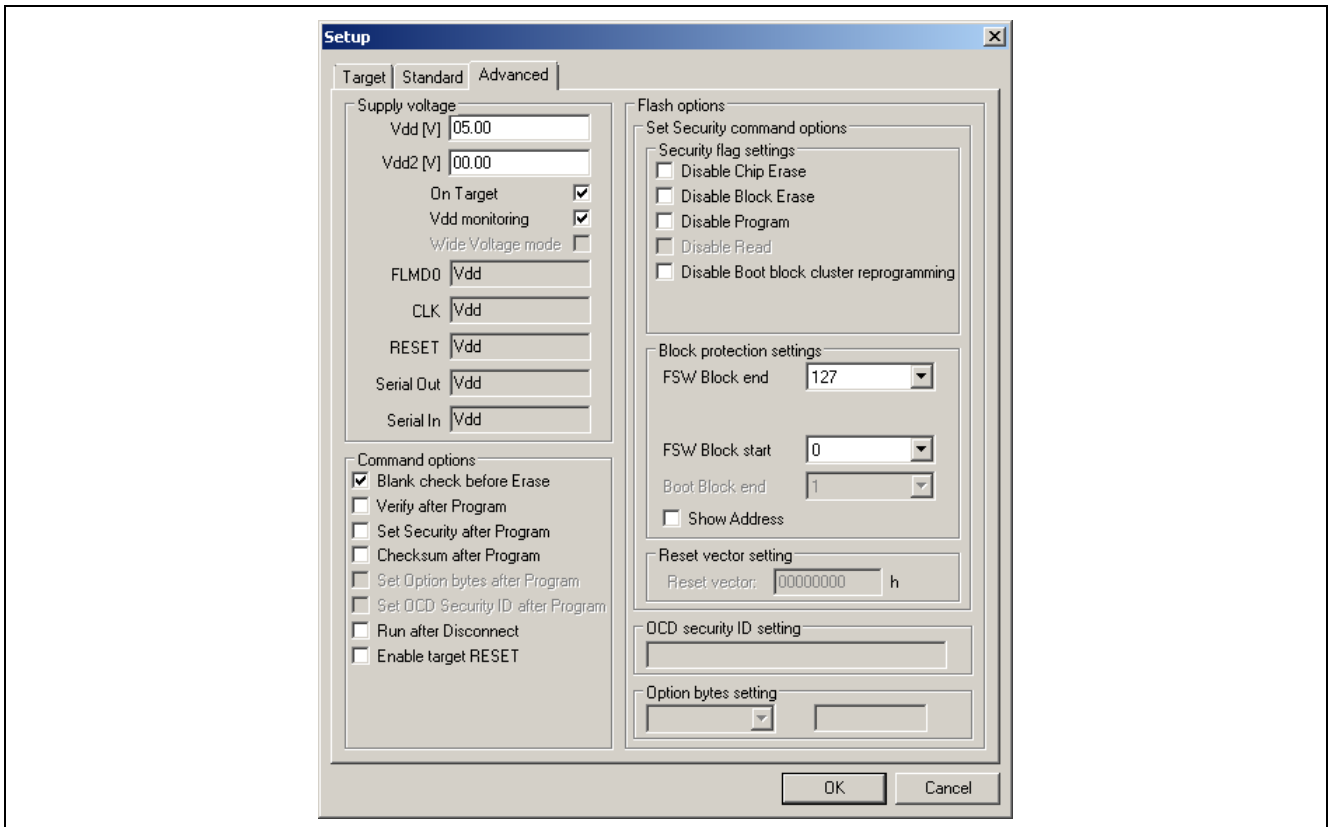 Setup
Target
Standard
Advanced
Supply voltage
Vdd [V] 05.00
Vdd2 [V] 00.00
On Target
Vdd monitoring
Wide Voltage mode
FLMD0 Vdd
CLK Vdd
RESET Vdd
Serial Out Vdd
Serial In Vdd
Command options
Blank check before Erase
Verify after Program
Set Security after Program
Checksum after Program
Set Option bytes after Program
Set OCD Security ID after Program
Run after Disconnect
Enable target RESET
Flash options
Set Security command options
Security flag settings
Disable Chip Erase
Disable Block Erase
Disable Program
Disable Read
Disable Boot block cluster reprogramming
Block protection settings
FSW Block end 127
FSW Block start 0
Boot Block end 1
Show Address
Reset vector setting
Reset vector: 00000000 h
OCD security ID setting
Option bytes setting
OK
Cancel